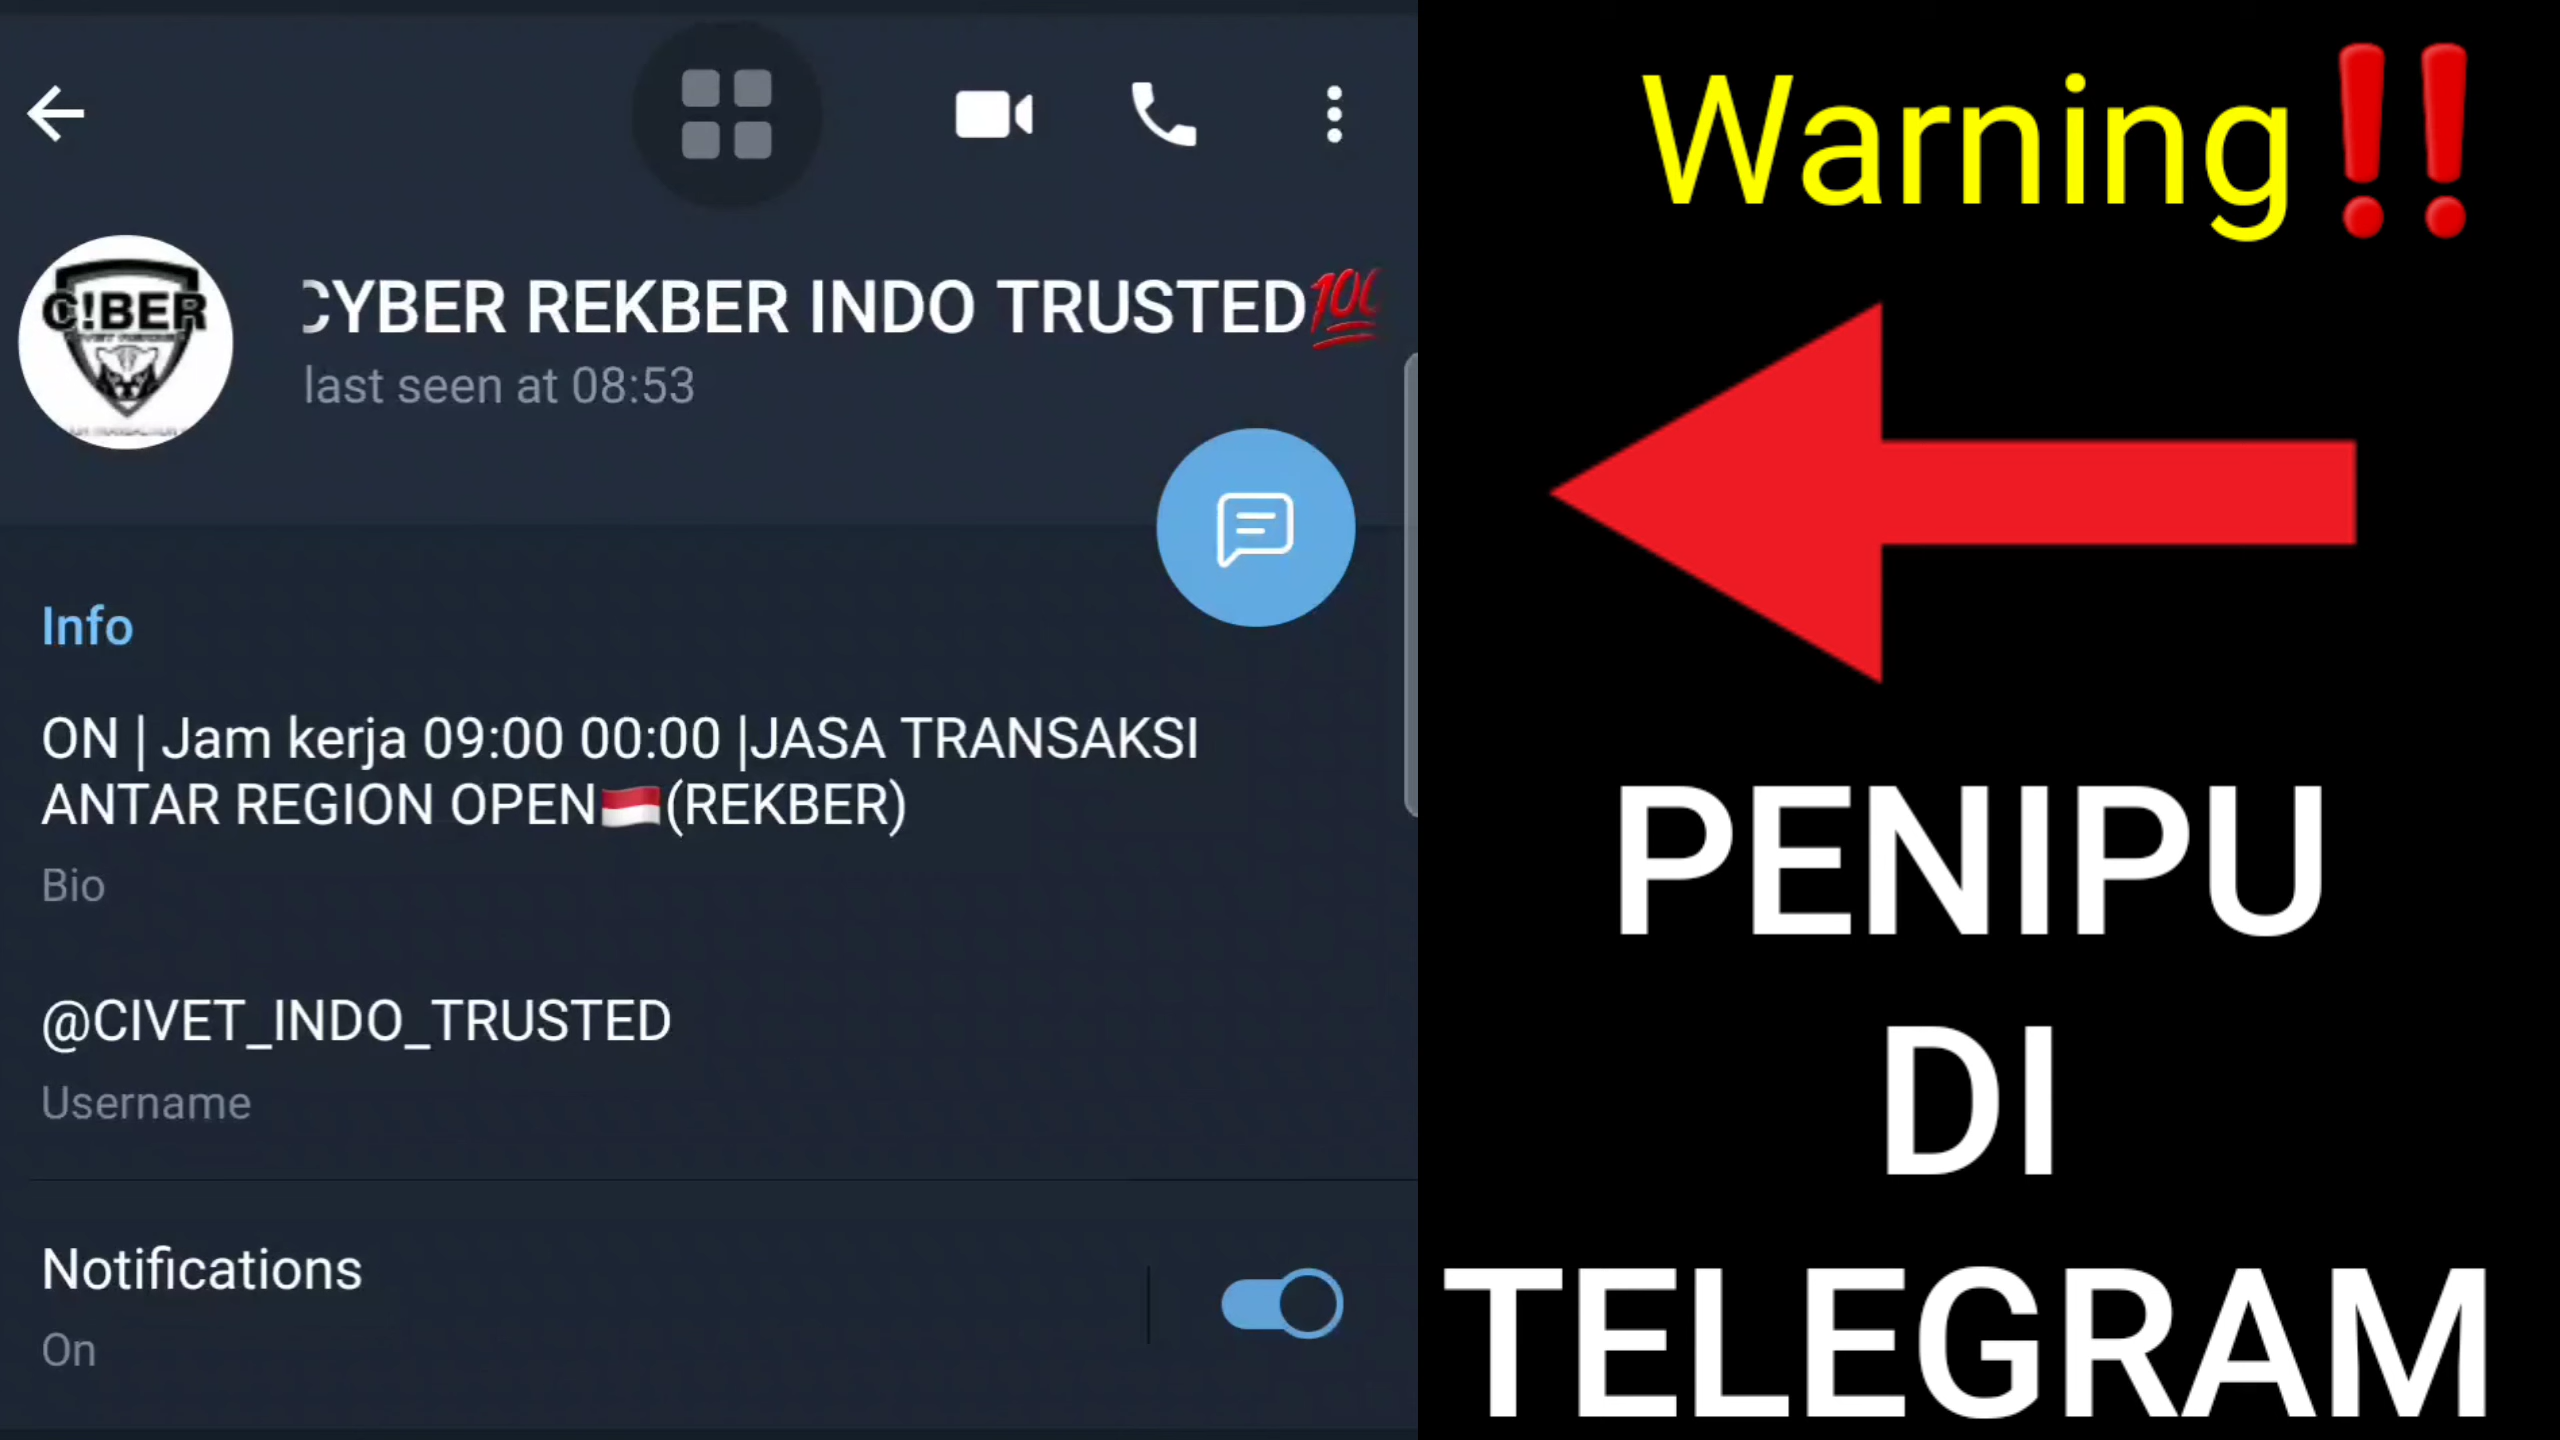 CYBER REKBER INDO TRUSTED💯
last seen at 08:53
C!BER
Info
ON | Jam kerja 09:00 00:00 |JASA TRANSAKSI
ANTAR REGION OPEN🇮🇩(REKBER)
Bio
@CIVET_INDO_TRUSTED
Username
Notifications
On
Warning‼
PENIPU
DI
TELEGRAM